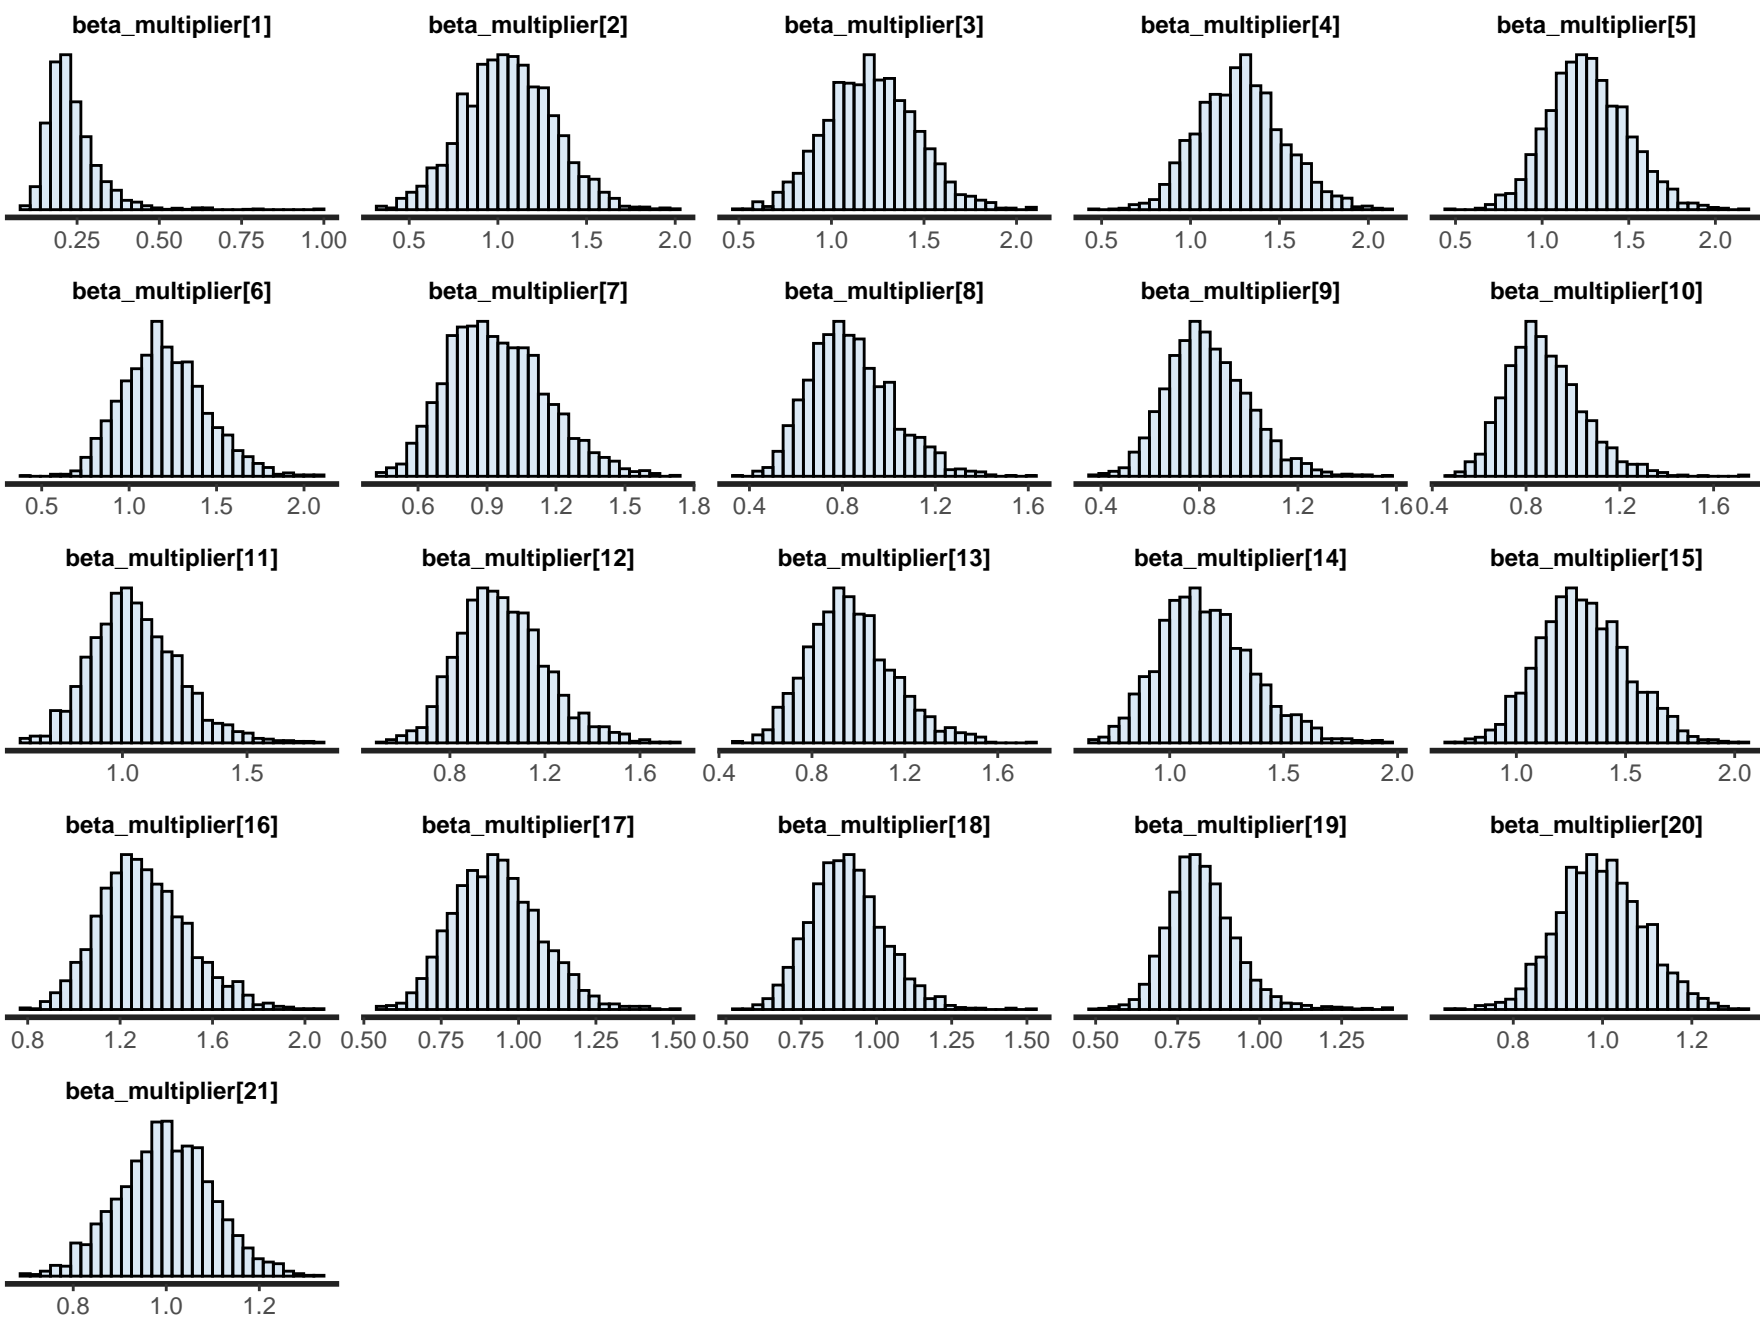 beta_multiplier[1] beta_multiplier[2] beta_multiplier[3] beta_multiplier[4] beta_multiplier[5]
0.25 0.50 0.75 1.00 0.5 1.0 1.5 2.0 0.5 1.0 1.5 2.0 0.5 1.0 1.5 2.0 0.5 1.0 1.5 2.0
beta_multiplier[6] beta_multiplier[7] beta_multiplier[8] beta_multiplier[9] beta_multiplier[10]
0.5 1.0 1.5 2.0 0.6 0.9 1.2 1.5 1.8 0.4 0.8 1.2 1.6 0.4 0.8 1.2 1.6 0.4 0.8 1.2 1.6
beta_multiplier[11] beta_multiplier[12] beta_multiplier[13] beta_multiplier[14] beta_multiplier[15]
1.0 1.5 0.8 1.2 1.6 0.4 0.8 1.2 1.6 1.0 1.5 2.0 1.0 1.5 2.0
beta_multiplier[16] beta_multiplier[17] beta_multiplier[18] beta_multiplier[19] beta_multiplier[20]
0.8 1.2 1.6 2.0 0.50 0.75 1.00 1.25 1.50 0.50 0.75 1.00 1.25 1.50 0.50 0.75 1.00 1.25 0.8 1.0 1.2
beta_multiplier[21]
0.8 1.0 1.2